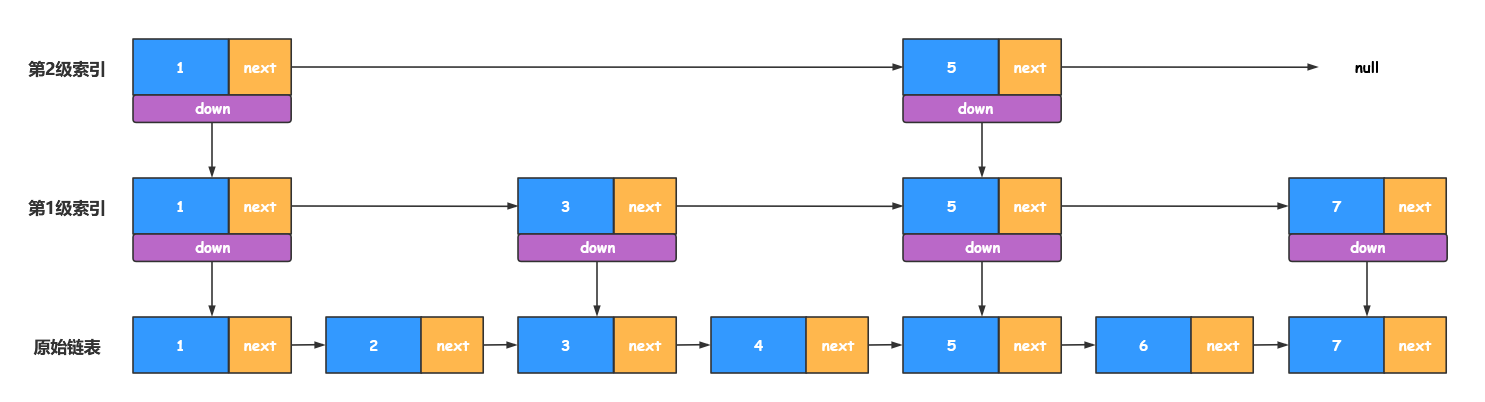 第2级索引 1 next 5 next null
down down
第1级索引 1 next 3 next 5 next 7 next
down down down down
原始链表 1 next 2 next 3 next 4 next 5 next 6 next 7 next